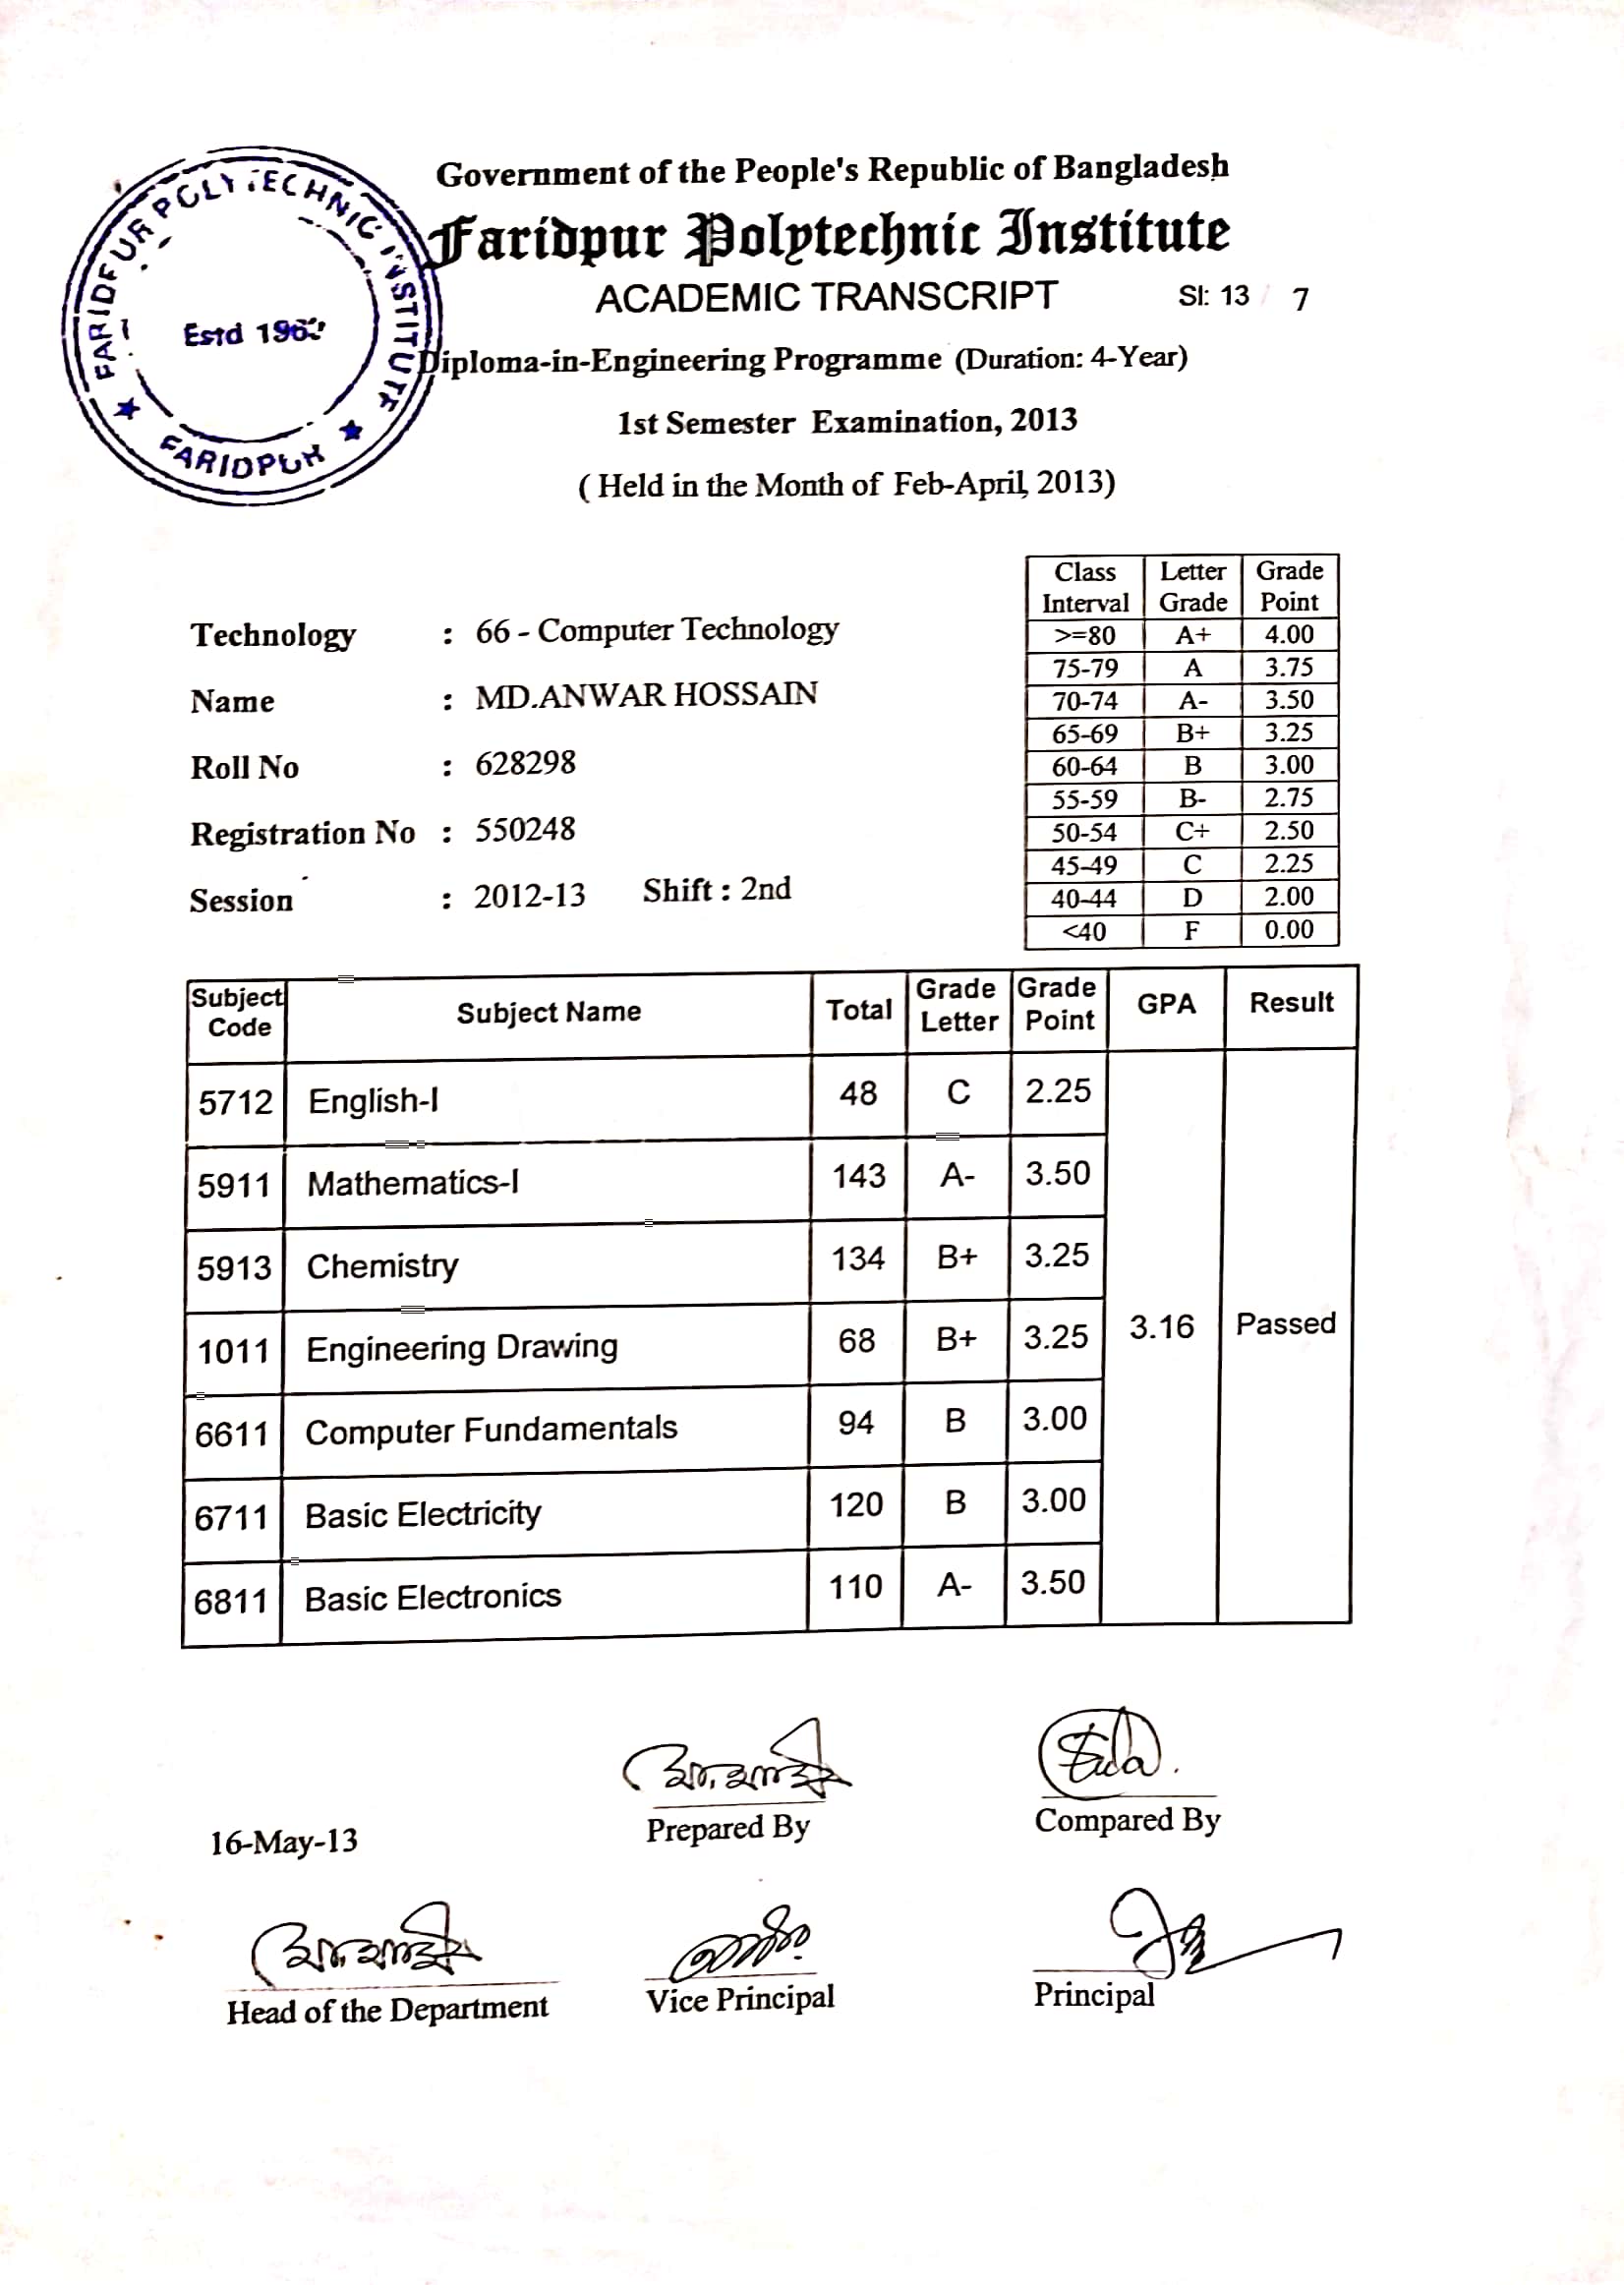 Government of the People's Republic of Bangladesh
Faridpur Polytechnic Institute
ACADEMIC TRANSCRIPT SI: 13 / 7
Diploma-in-Engineering Programme (Duration: 4-Year)
1st Semester Examination, 2013
( Held in the Month of Feb-April, 2013)
FARIDPUR POLYTECHNIC INSTITUTE
Estd
FARIDPUR
Technology : 66 - Computer Technology
Name : MD.ANWAR HOSSAIN
Roll No : 628298
Registration No : 550248
Session : 2012-13 Shift : 2nd
Class Interval Letter Grade Grade Point
>=80 A+ 4.00
75-79 A 3.75
70-74 A- 3.50
65-69 B+ 3.25
60-64 B 3.00
55-59 B- 2.75
50-54 C+ 2.50
45-49 C 2.25
40-44 D 2.00
<40 F 0.00
Subject Code Subject Name Total Grade Letter Grade Point GPA Result
5712 English-I 48 C 2.25
5911 Mathematics-I 143 A- 3.50
5913 Chemistry 134 B+ 3.25
1011 Engineering Drawing 68 B+ 3.25 3.16 Passed
6611 Computer Fundamentals 94 B 3.00
6711 Basic Electricity 120 B 3.00
6811 Basic Electronics 110 A- 3.50
16-May-13 Prepared By Compared By
Head of the Department Vice Principal Principal